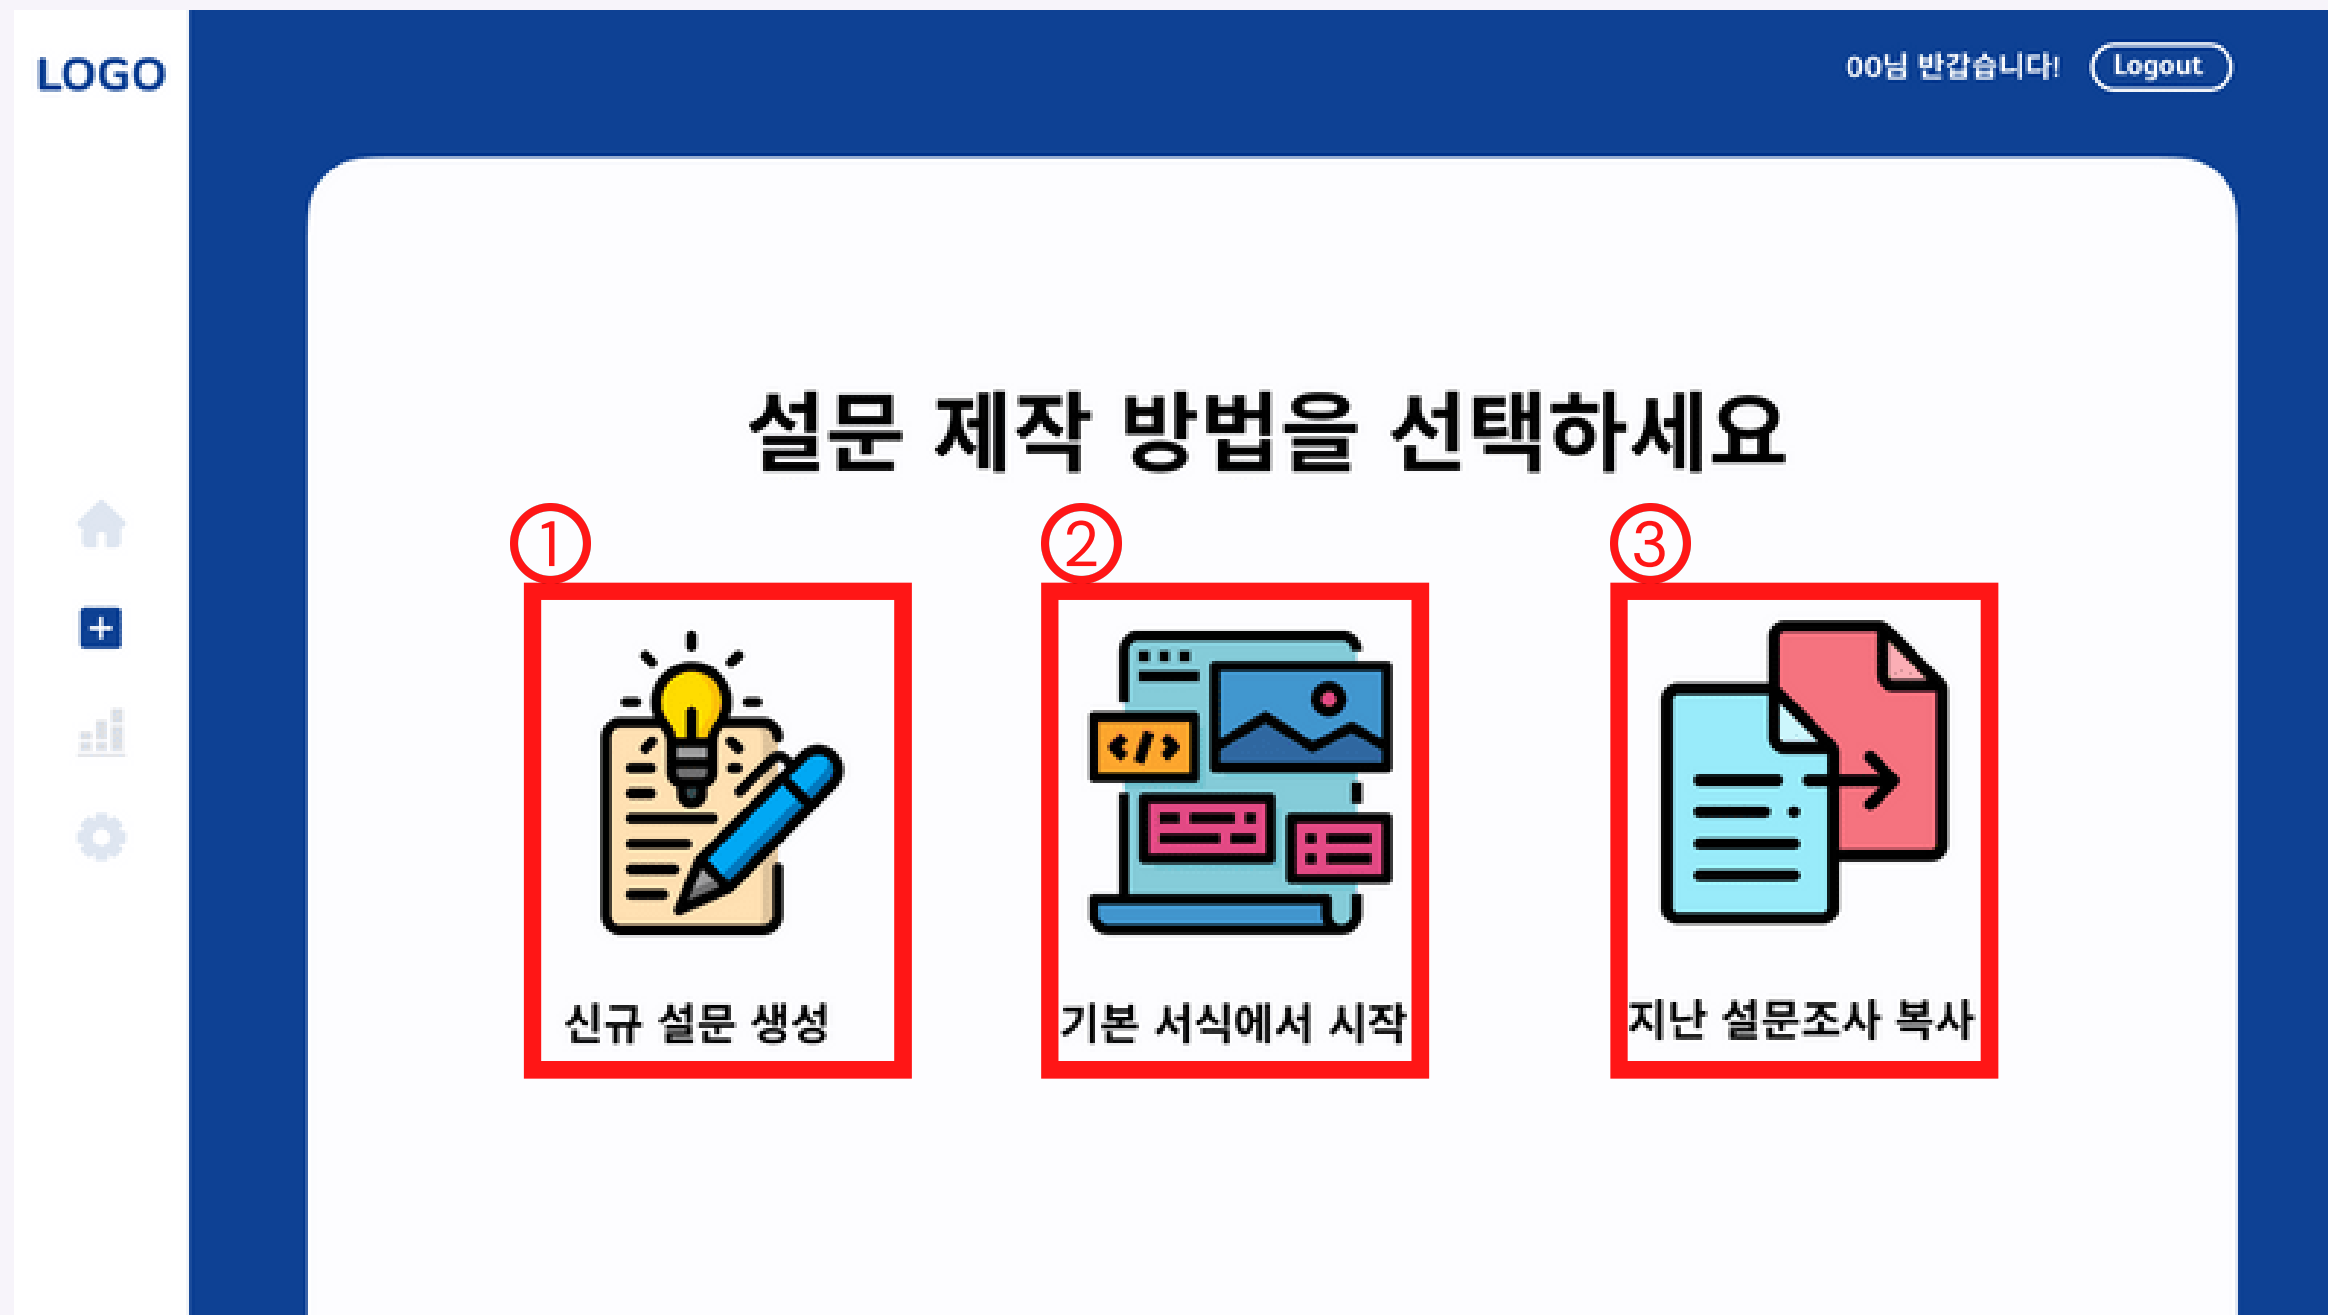 LOGO
00님 반갑습니다!
Logout
설문 제작 방법을 선택하세요
1
2
3
신규 설문 생성
기본 서식에서 시작
지난 설문조사 복사